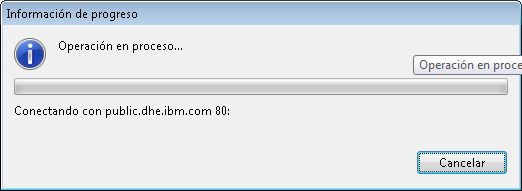 Información de progreso
Operación en proceso...
Operación en proce
Conectando con public.dhe.ibm.com 80:
Cancelar